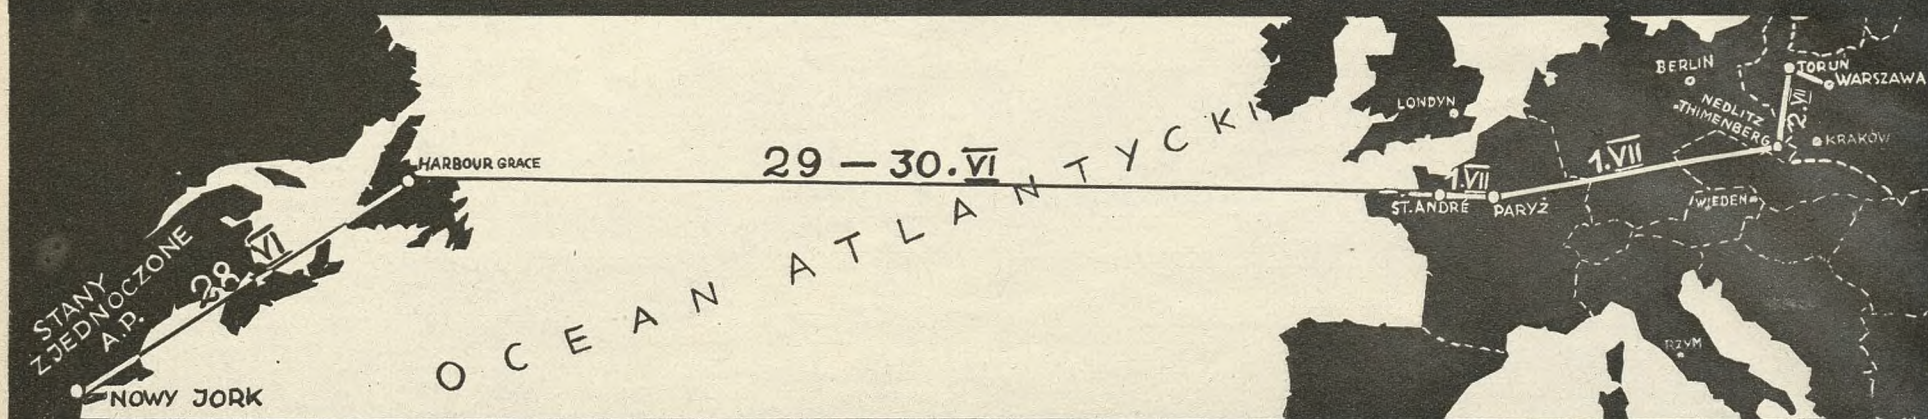 STANY
ZJEDNOCZONE
A.P.
28 VI
NOWY JORK
HARBOUR GRACE
29 — 30. VI
OCEAN ATLANTYCKI
LONDYN
ST. ANDRÉ
1. VII
PARYŻ
1. VII
BERLIN
NEDLITZ
THIMENBERG
2. VII
TORUŃ
WARSZAWA
KRAKÓW
WIEDEŃ
RZYM